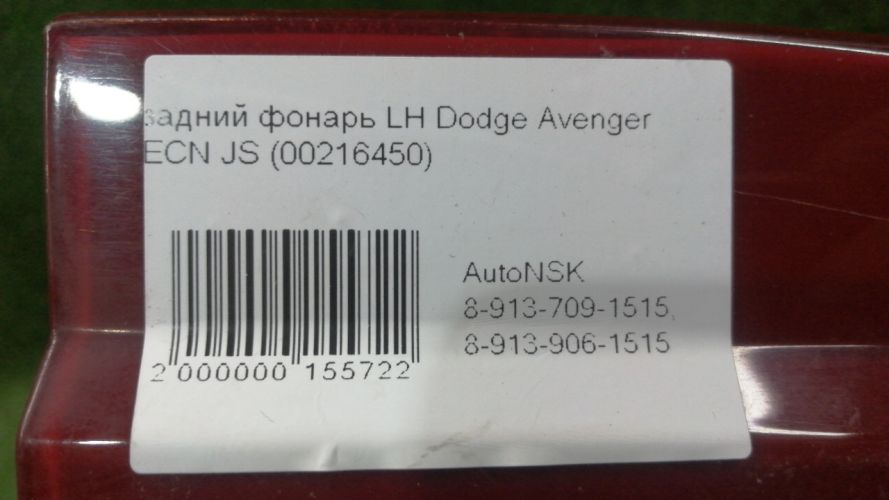 задний фонарь LH Dodge Avenger
ECN JS (00216450)
AutoNSK
8-913-709-1515,
8-913-906-1515
2 000000 155722